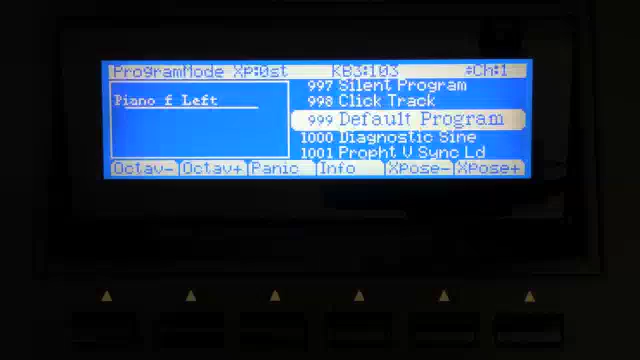 ProgramMode Xp:0st KB3:103 ÷Ch:1
Piano f Left
997 Silent Program
998 Click Track
999 Default Program
1000 Diagnostic Sine
1001 Propht V Sync Ld
Octav- Octav+ Panic Info XPose- XPose+